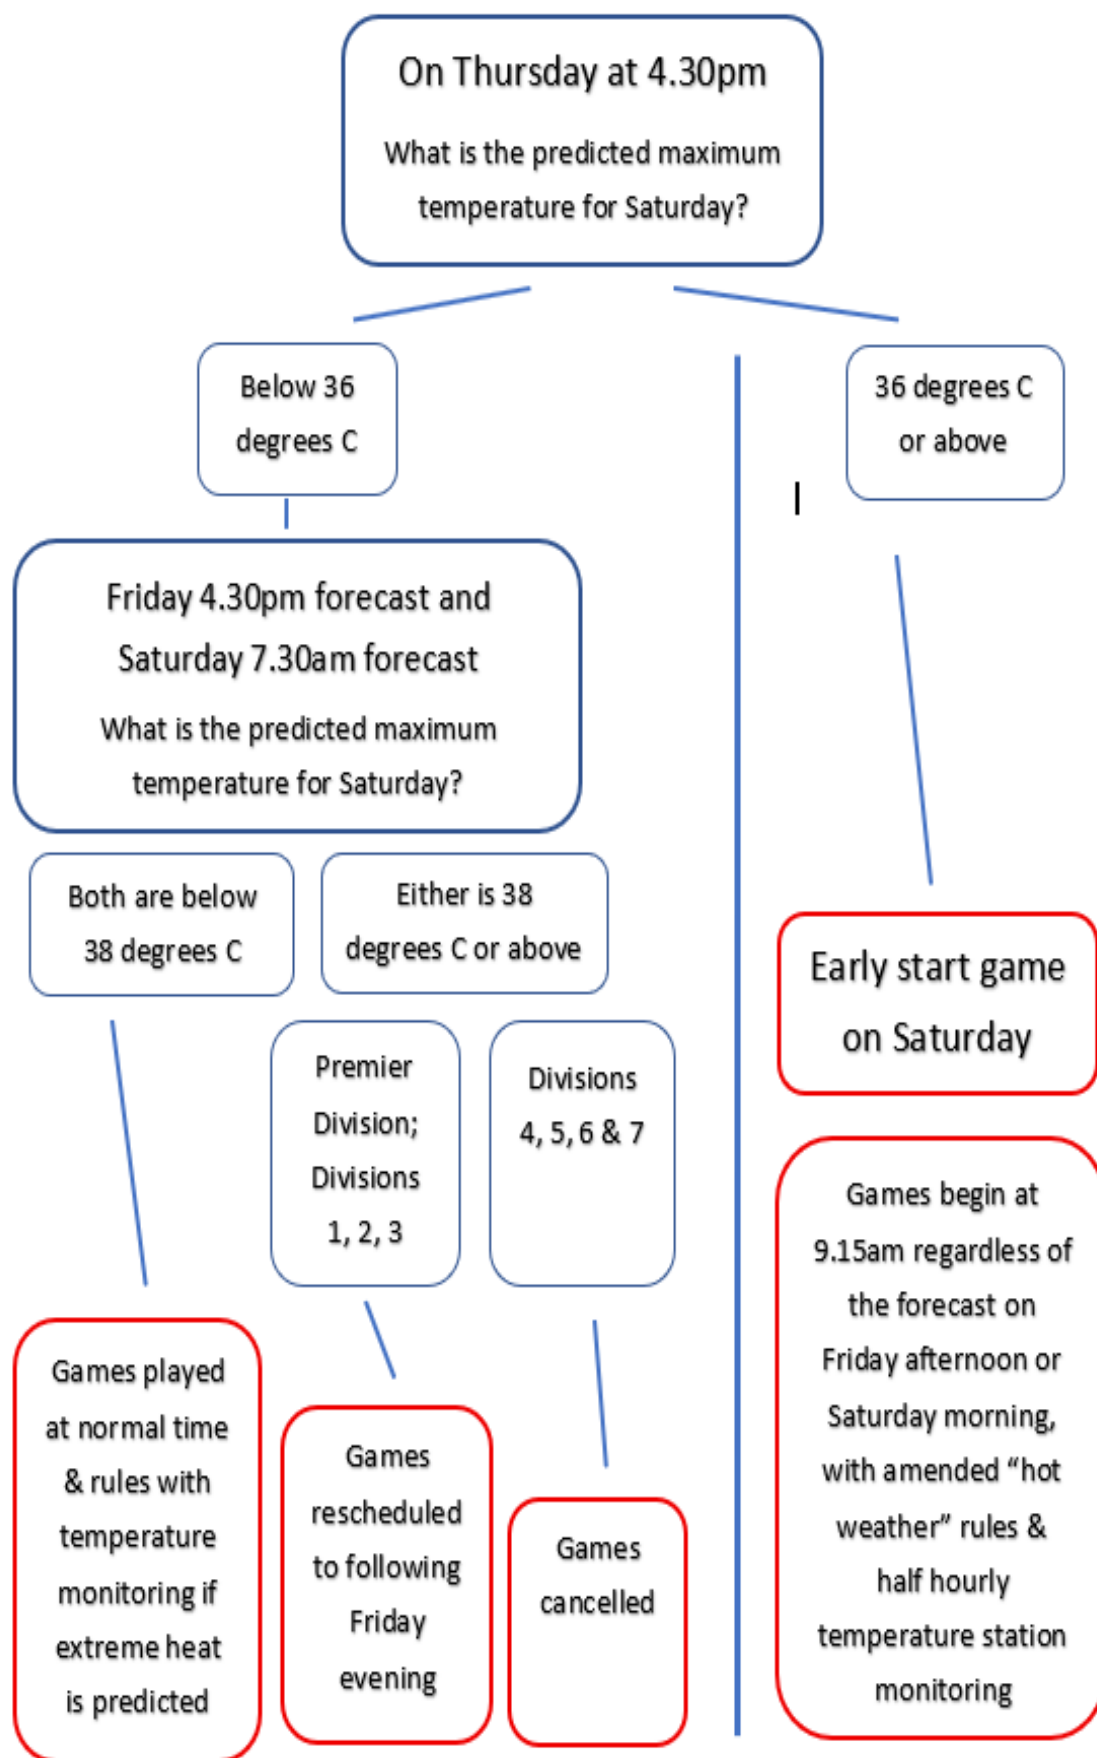 On Thursday at 4.30pm
What is the predicted maximum
temperature for Saturday?
Below 36
degrees C
36 degrees C
or above
Friday 4.30pm forecast and
Saturday 7.30am forecast
What is the predicted maximum
temperature for Saturday?
Both are below
38 degrees C
Either is 38
degrees C or above
Premier
Division;
Divisions
1, 2, 3
Divisions
4, 5, 6 & 7
Games played
at normal time
& rules with
temperature
monitoring if
extreme heat
is predicted
Games
rescheduled
to following
Friday
evening
Games
cancelled
Early start game
on Saturday
Games begin at
9.15am regardless of
the forecast on
Friday afternoon or
Saturday morning,
with amended “hot
weather” rules &
half hourly
temperature station
monitoring